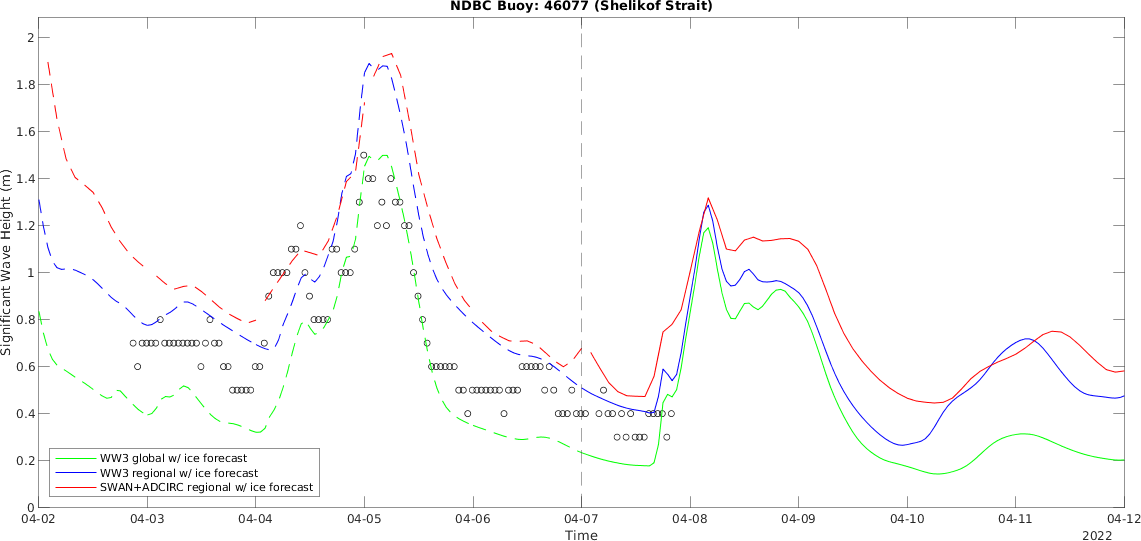 NDBC Buoy: 46077 (Shelikof Strait)
Significant Wave Height (m)
2
1.8
1.6
1.4
1.2
1
0.8
0.6
0.4
0.2
0
WW3 global w/ ice forecast
WW3 regional w/ ice forecast
SWAN+ADCIRC regional w/ ice forecast
04-02 04-03 04-04 04-05 04-06 04-07 04-08 04-09 04-10 04-11 04-12
Time
2022